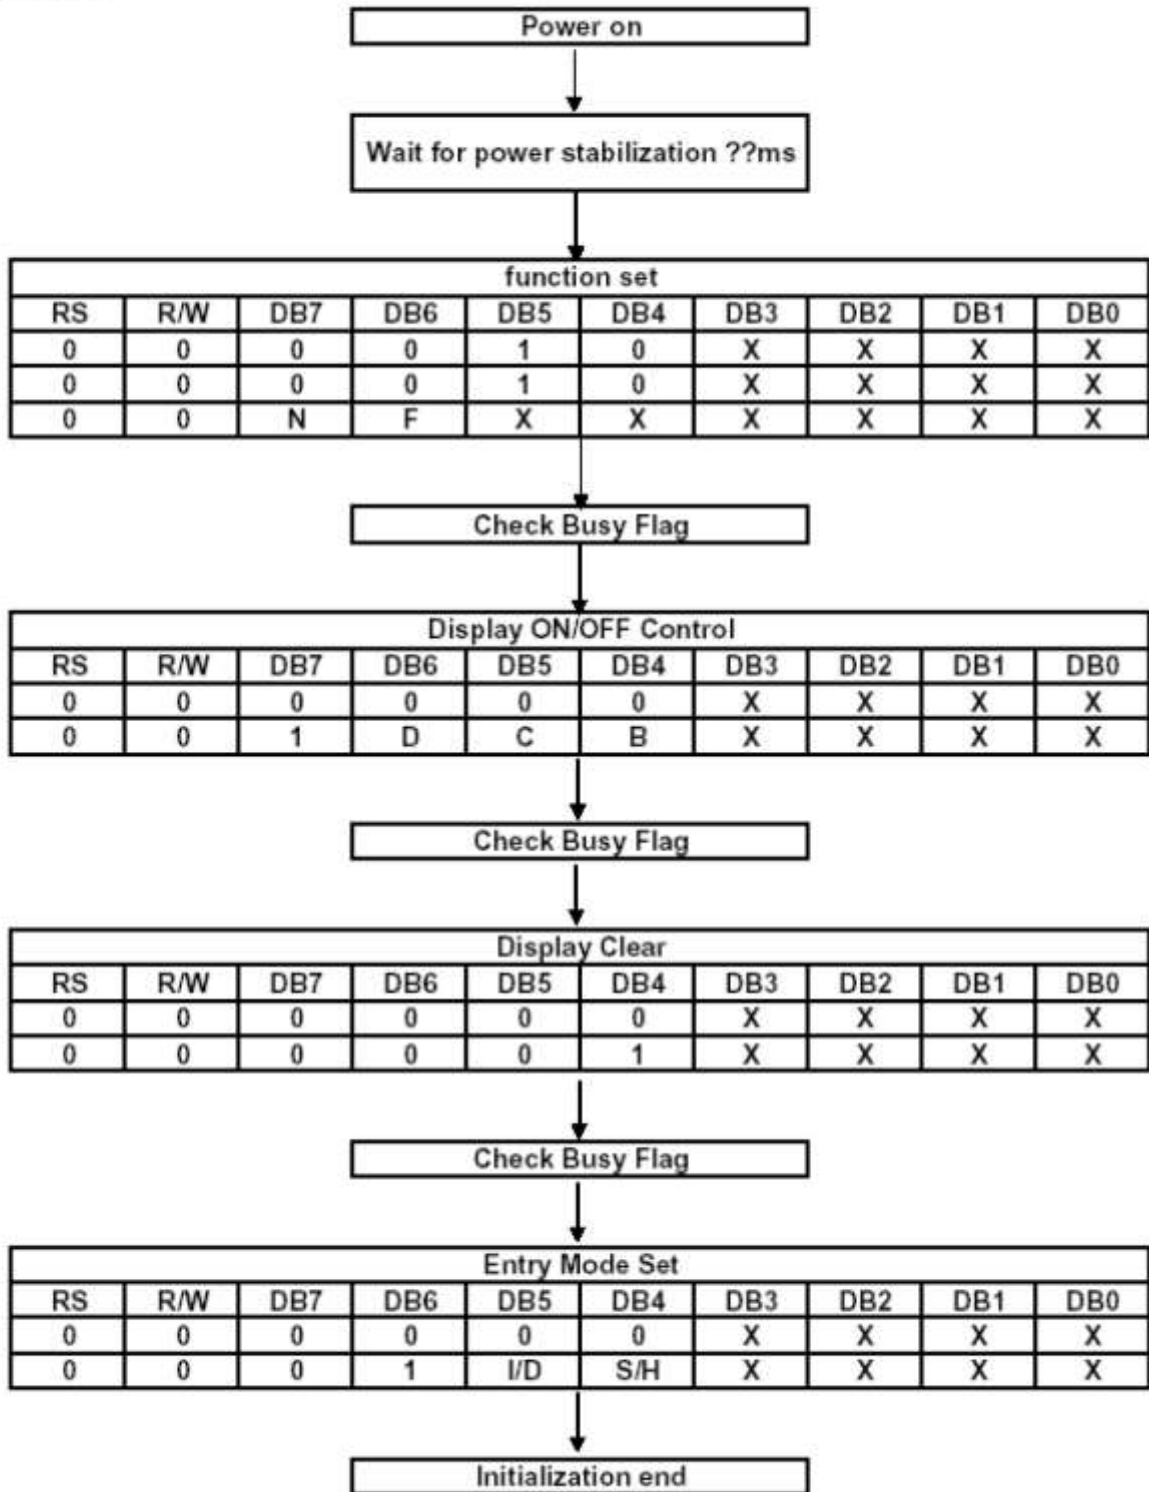 Power on
Wait for power stabilization ??ms
function set
RS R/W DB7 DB6 DB5 DB4 DB3 DB2 DB1 DB0
0 0 0 0 1 0 X X X X
0 0 0 0 1 0 X X X X
0 0 N F X X X X X X
Check Busy Flag
Display ON/OFF Control
RS R/W DB7 DB6 DB5 DB4 DB3 DB2 DB1 DB0
0 0 0 0 0 0 X X X X
0 0 1 D C B X X X X
Check Busy Flag
Display Clear
RS R/W DB7 DB6 DB5 DB4 DB3 DB2 DB1 DB0
0 0 0 0 0 0 X X X X
0 0 0 0 0 1 X X X X
Check Busy Flag
Entry Mode Set
RS R/W DB7 DB6 DB5 DB4 DB3 DB2 DB1 DB0
0 0 0 0 0 0 X X X X
0 0 0 1 I/D S/H X X X X
Initialization end